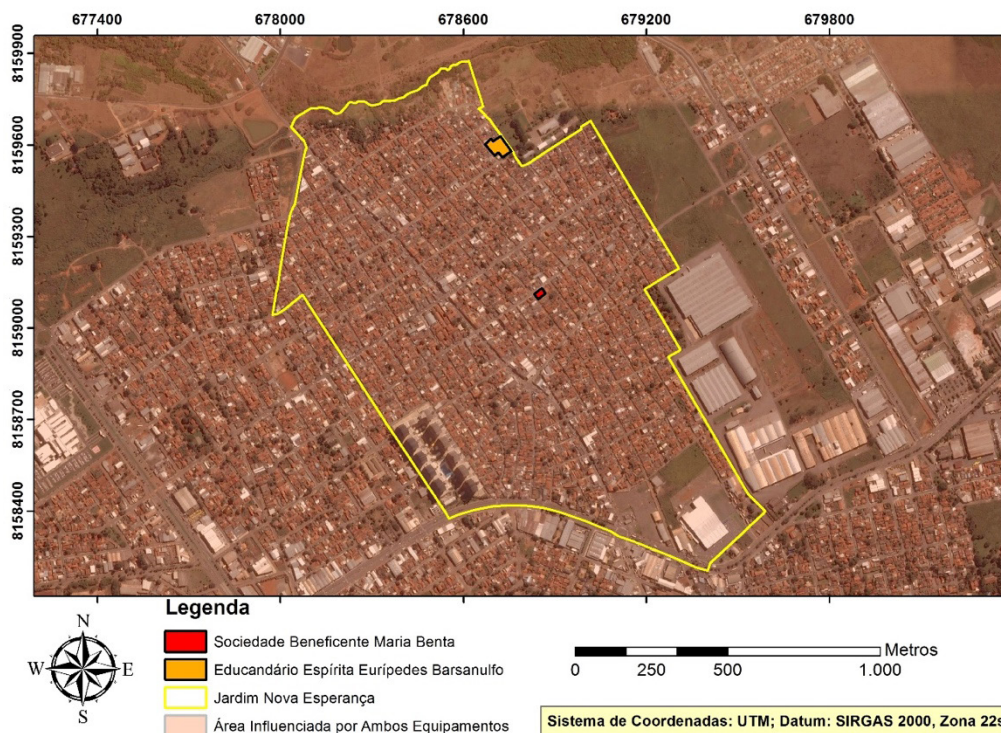 677400 678000 678600 679200 679800
8159900
8159600
8159300
8159000
8158700
8158400
Legenda
Sociedade Beneficente Maria Benta
Educandário Espírita Eurípedes Barsanulfo
Jardim Nova Esperança
Área Influenciada por Ambos Equipamentos
N
W E
S
Metros
0 250 500 1.000
Sistema de Coordenadas: UTM; Datum: SIRGAS 2000, Zona 22s